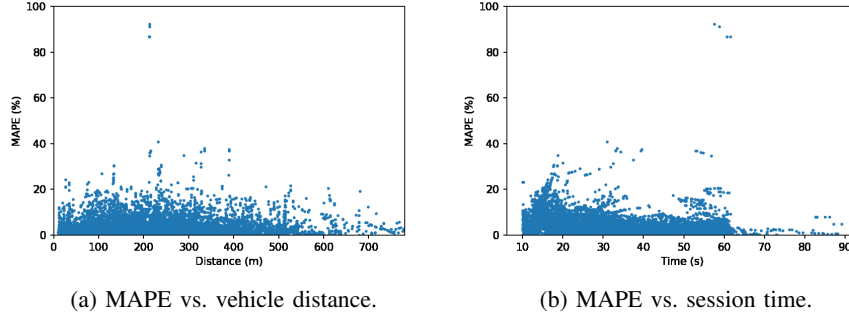 100
80
60
40
20
0
MAPE (%)
0 100 200 300 400 500 600 700
Distance (m)
(a) MAPE vs. vehicle distance.
100
80
60
40
20
0
MAPE (%)
10 20 30 40 50 60 70 80 90
Time (s)
(b) MAPE vs. session time.